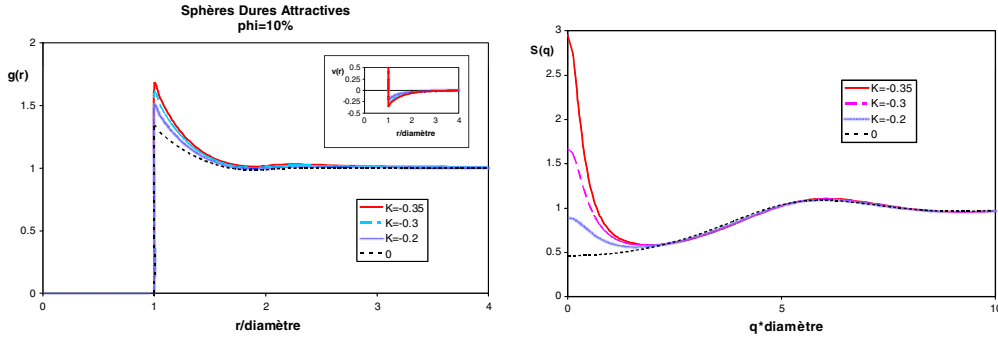 Sphères Dures Attractives
phi=10%
g(r)
2
1.5
1
0.5
0
0
1
2
3
4
r/diamètre
v(r)
0.5
0.25
0
-0.25
-0.5
0
1
2
3
4
r/diamètre
K=-0.35
K=-0.3
K=-0.2
0
S(q)
3
2.5
2
1.5
1
0.5
0
0
5
10
q*diamètre
K=-0.35
K=-0.3
K=-0.2
0